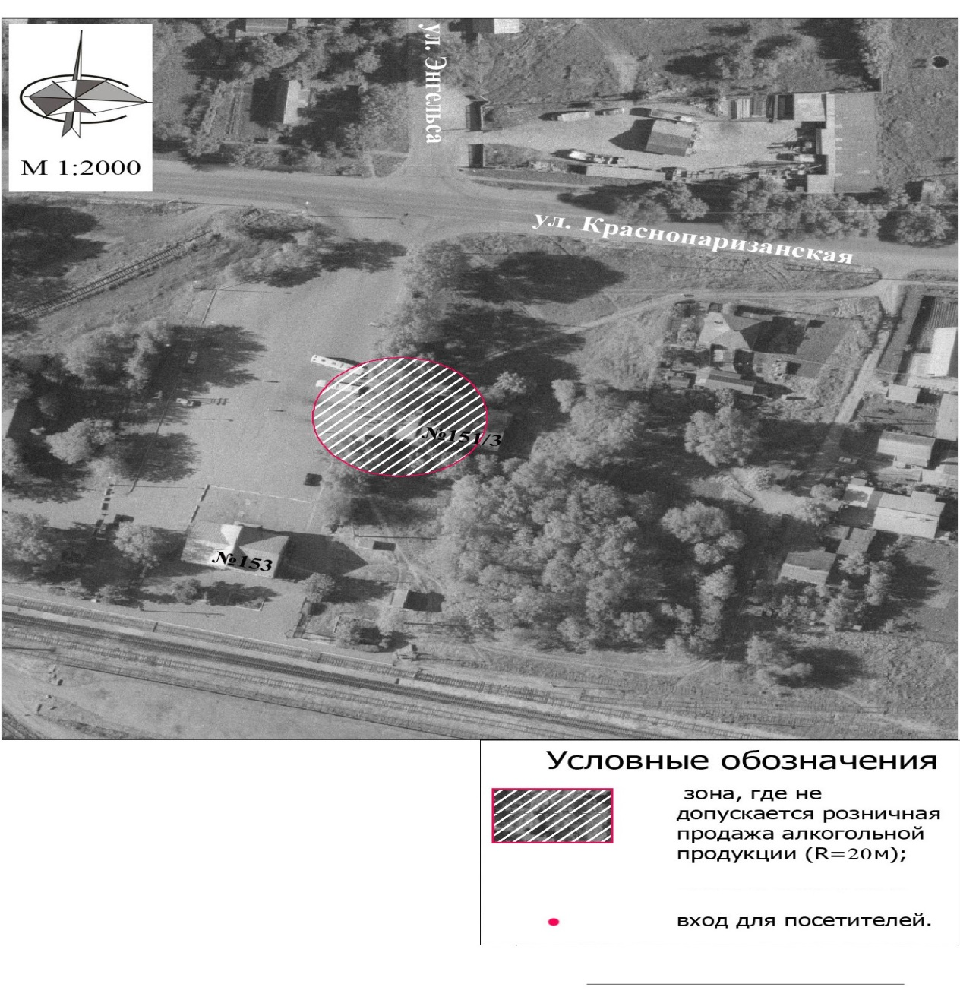 ул. Энгельса
М 1:2000
ул. Краснопаризанская
№151/3
№153
Условные обозначения
зона, где не
допускается розничная
продажа алкогольной
продукции (R=20м);
вход для посетителей.